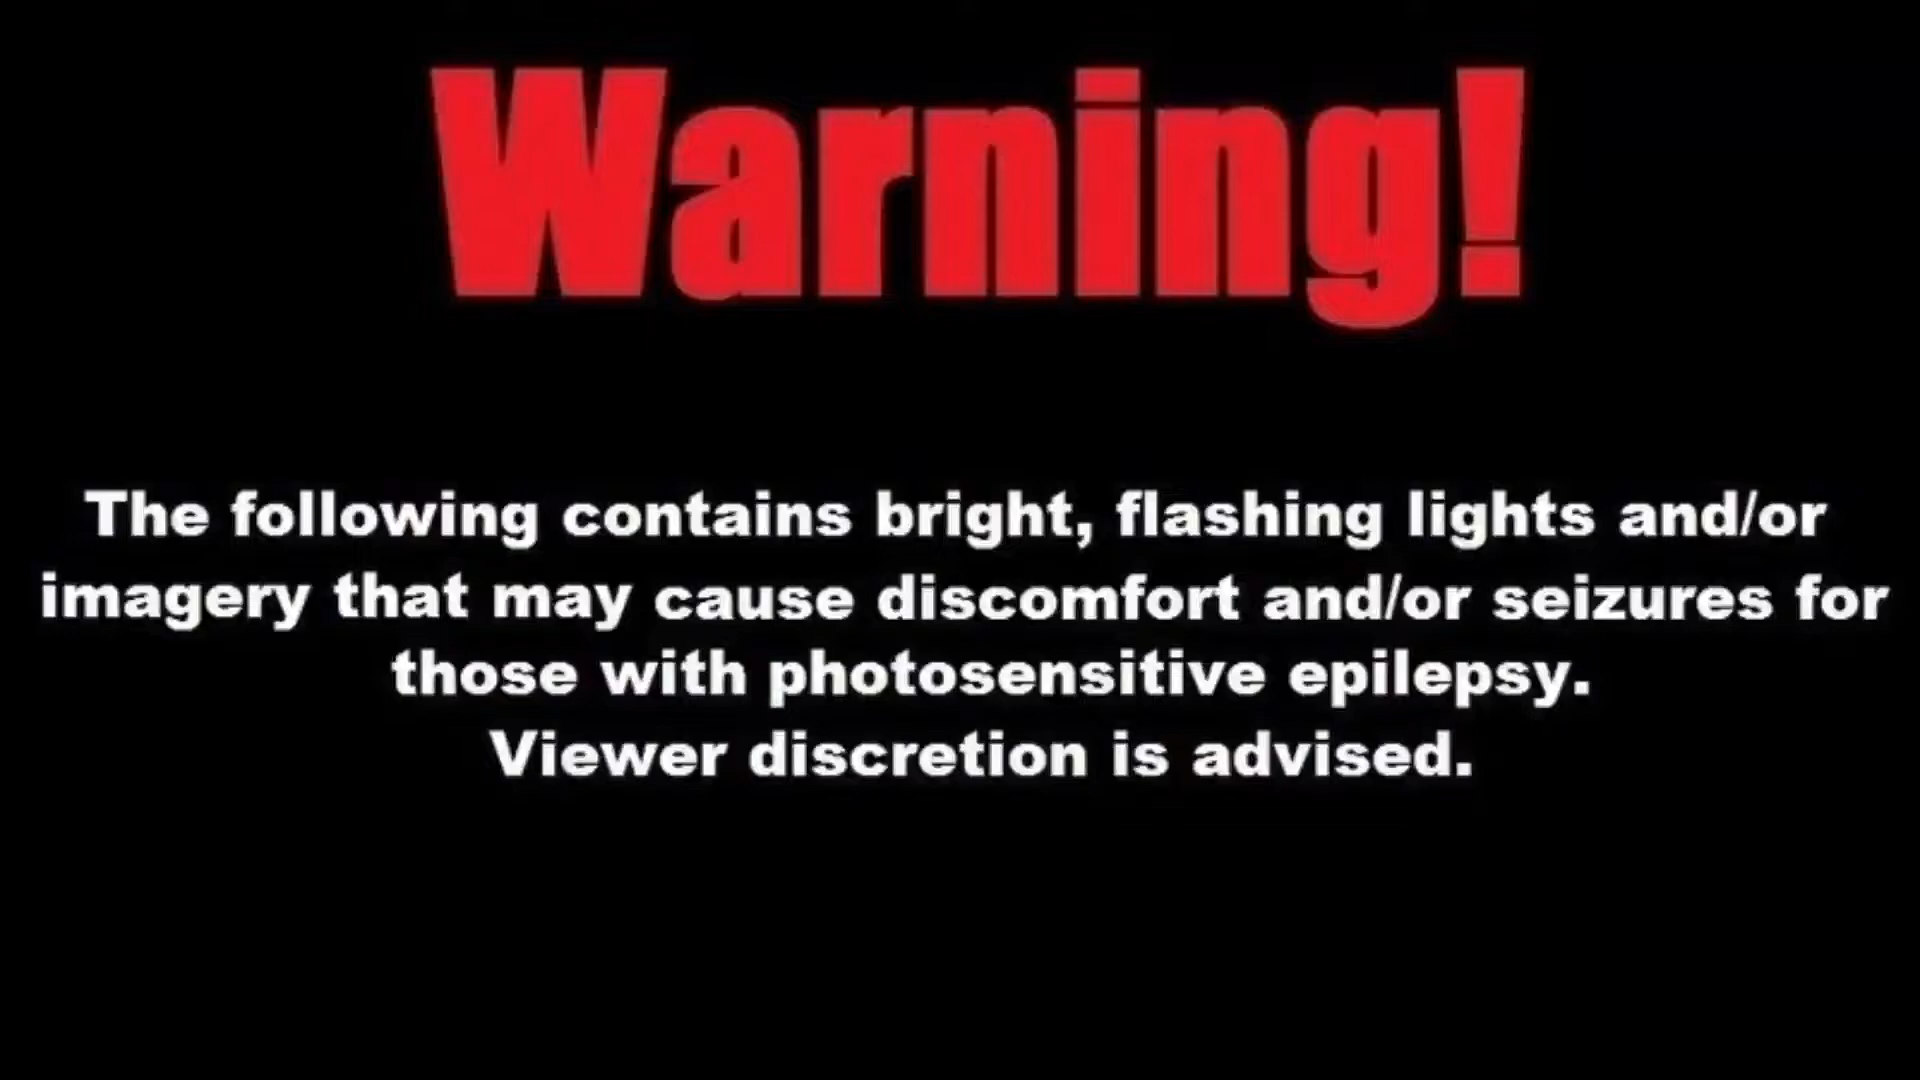 Warning!
The following contains bright, flashing lights and/or
imagery that may cause discomfort and/or seizures for
those with photosensitive epilepsy.
Viewer discretion is advised.